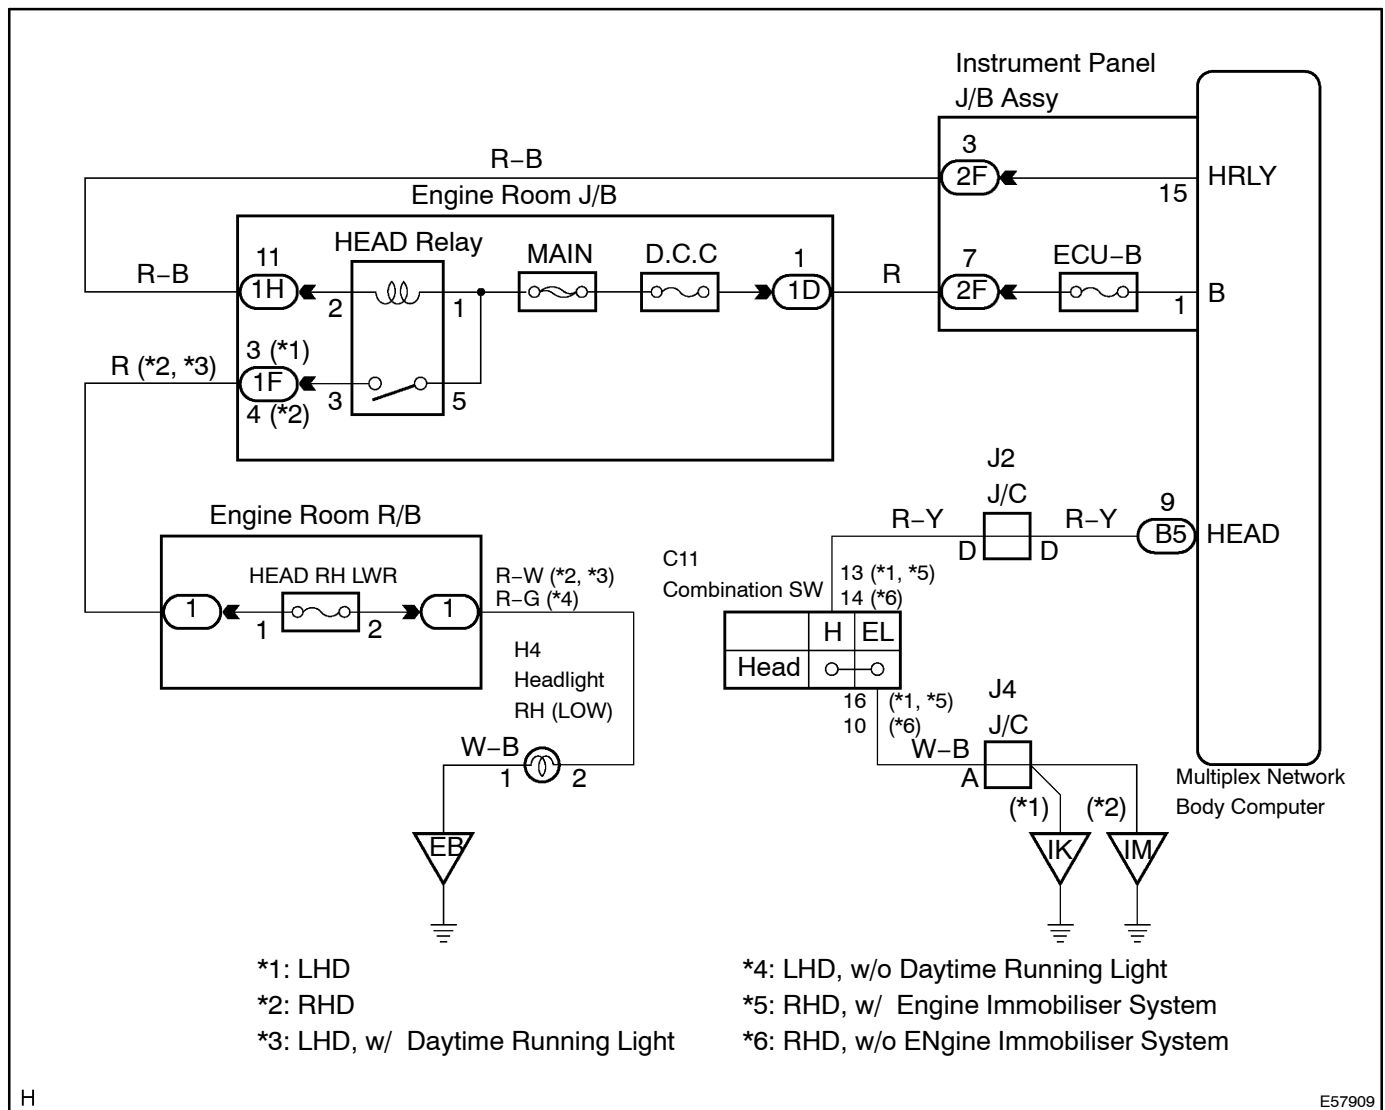 Instrument Panel
J/B Assy
R–B
3
2F
15
HRLY
Engine Room J/B
HEAD Relay
MAIN
D.C.C
ECU–B
R–B
11
1H
2
1
1
1D
R
7
2F
1
B
R (*2, *3)
3 (*1)
1F
4 (*2)
3
5
J2
J/C
Engine Room R/B
R–Y
R–Y
9
B5
HEAD
D
D
C11
Combination SW
HEAD RH LWR
R–W (*2, *3)
R–G (*4)
13 (*1, *5)
14 (*6)
1
1
2
1
H
EL
Head
H4
Headlight
RH (LOW)
16 (*1, *5)
10 (*6)
J4
J/C
W–B
1
2
W–B
A
Multiplex Network
Body Computer
(*1)
(*2)
EB
IK
IM
*1: LHD
*2: RHD
*3: LHD, w/ Daytime Running Light
*4: LHD, w/o Daytime Running Light
*5: RHD, w/ Engine Immobiliser System
*6: RHD, w/o ENgine Immobiliser System
H
E57909